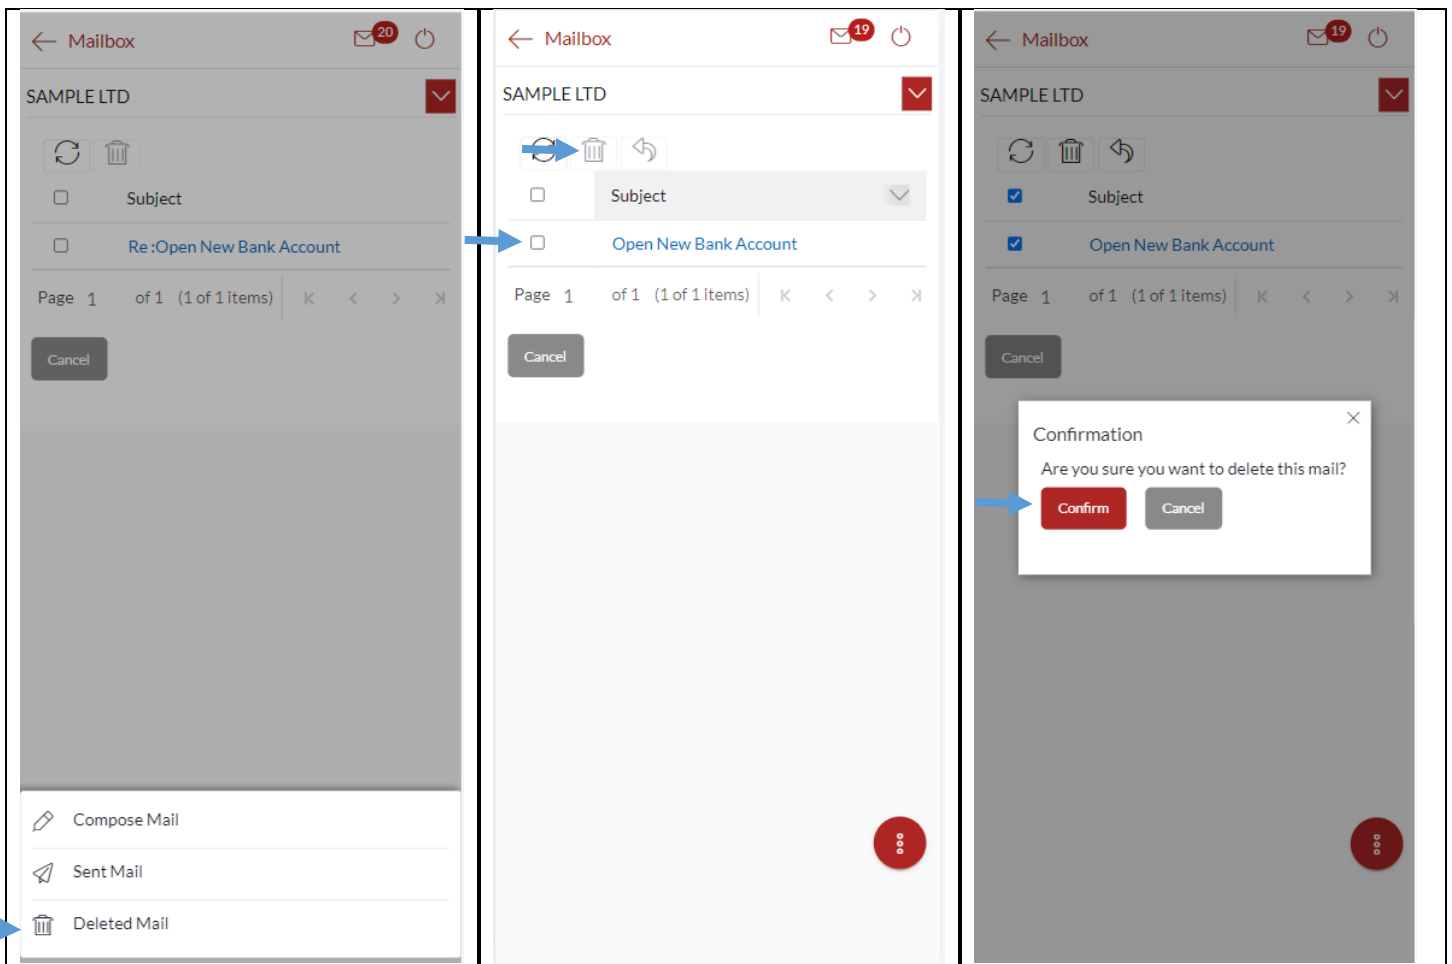 Mailbox
20
SAMPLE LTD
Subject
Re :Open New Bank Account
Page 1 of 1 (1 of 1 items)
Cancel
Compose Mail
Sent Mail
Deleted Mail
Mailbox
19
SAMPLE LTD
Subject
Open New Bank Account
Page 1 of 1 (1 of 1 items)
Cancel
Mailbox
19
SAMPLE LTD
Subject
Open New Bank Account
Page 1 of 1 (1 of 1 items)
Cancel
Confirmation
Are you sure you want to delete this mail?
Confirm Cancel